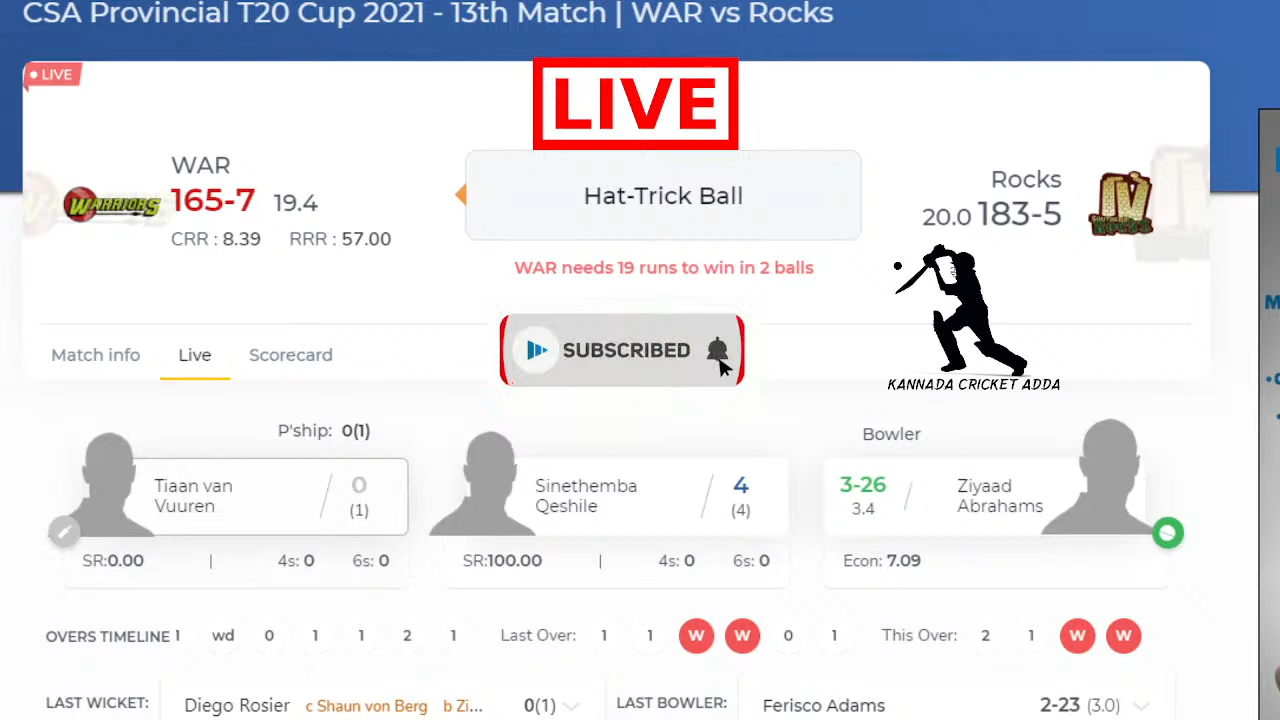 CSA Provincial T20 Cup 2021 - 13th Match | WAR vs Rocks
LIVE
LIVE
WAR
WARRIORS
165-7 19.4
CRR : 8.39 RRR : 57.00
Hat-Trick Ball
Rocks
20.0 183-5
WAR needs 19 runs to win in 2 balls
SUBSCRIBED
KANNADA CRICKET ADDA
Match info Live Scorecard
P'ship: 0(1)
Bowler
Tiaan van
Vuuren
0
(1)
Sinethemba
Qeshile
4
(4)
3-26
3.4
Ziyaad
Abrahams
SR:0.00 | 4s: 0 6s: 0
SR:100.00 | 4s: 0 6s: 0
Econ: 7.09
OVERS TIMELINE 1 wd 0 1 1 2 1 Last Over: 1 1 W W 0 1 This Over: 2 1 W W
LAST WICKET: Diego Rosier c Shaun von Berg b Zi... 0(1) LAST BOWLER: Ferisco Adams 2-23 (3.0)